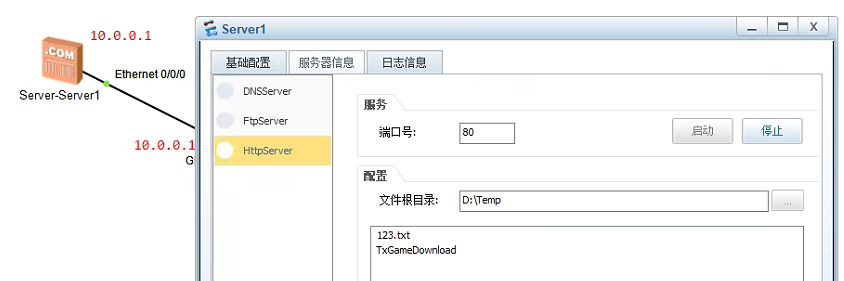 10.0.0.1
.COM
Ethernet 0/0/0
Server-Server1
10.0.0.1
G
Server1
基础配置
服务器信息
日志信息
DNSServer
FtpServer
HttpServer
服务
端口号:
80
启动
停止
配置
文件根目录:
D:\Temp
...
123.txt
TxGameDownload